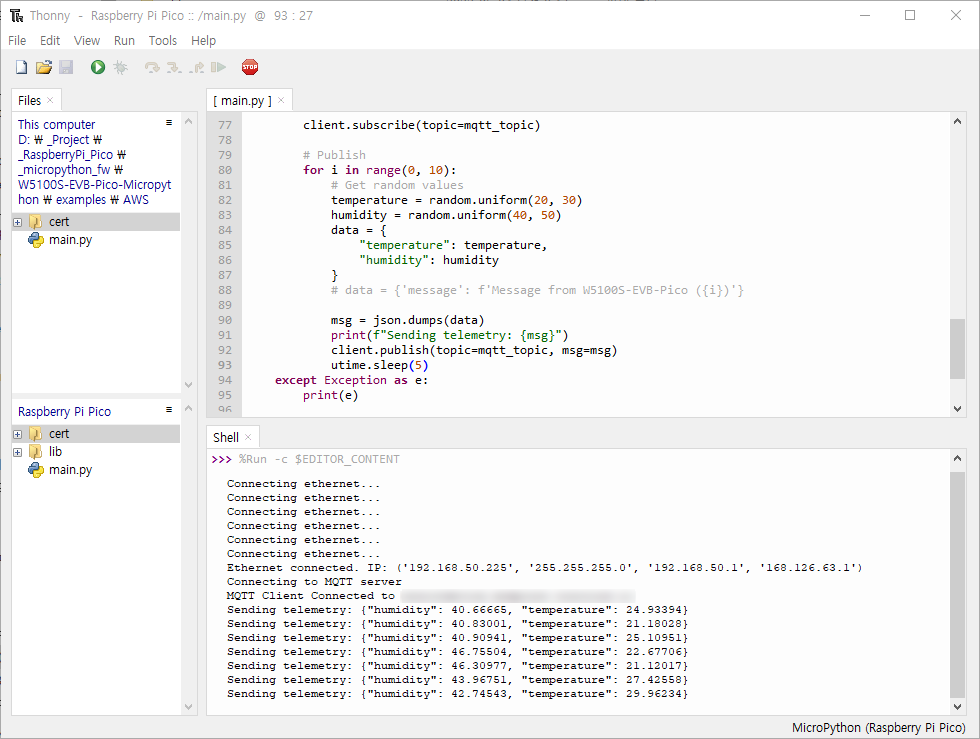 Thonny - Raspberry Pi Pico :: /main.py @ 93 : 27
File Edit View Run Tools Help
STOP
Files
This computer
D: ₩ _Project ₩
_RaspberryPi_Pico ₩
_micropython_fw ₩
W5100S-EVB-Pico-Micropyt
hon ₩ examples ₩ AWS
cert
main.py
Raspberry Pi Pico
cert
lib
main.py
[ main.py ]
77 client.subscribe(topic=mqtt_topic)
78
79 # Publish
80 for i in range(0, 10):
81 # Get random values
82 temperature = random.uniform(20, 30)
83 humidity = random.uniform(40, 50)
84 data = {
85 "temperature": temperature,
86 "humidity": humidity
87 }
88 # data = {'message': f'Message from W5100S-EVB-Pico ({i})'}
89
90 msg = json.dumps(data)
91 print(f"Sending telemetry: {msg}")
92 client.publish(topic=mqtt_topic, msg=msg)
93 utime.sleep(5)
94 except Exception as e:
95 print(e)
96
Shell
>>> %Run -c $EDITOR_CONTENT
Connecting ethernet...
Connecting ethernet...
Connecting ethernet...
Connecting ethernet...
Connecting ethernet...
Connecting ethernet...
Ethernet connected. IP: ('192.168.50.225', '255.255.255.0', '192.168.50.1', '168.126.63.1')
Connecting to MQTT server
MQTT Client Connected to
Sending telemetry: {"humidity": 40.66665, "temperature": 24.93394}
Sending telemetry: {"humidity": 40.83001, "temperature": 21.18028}
Sending telemetry: {"humidity": 40.90941, "temperature": 25.10951}
Sending telemetry: {"humidity": 46.75504, "temperature": 22.67706}
Sending telemetry: {"humidity": 46.30977, "temperature": 21.12017}
Sending telemetry: {"humidity": 43.96751, "temperature": 27.42558}
Sending telemetry: {"humidity": 42.74543, "temperature": 29.96234}
MicroPython (Raspberry Pi Pico)